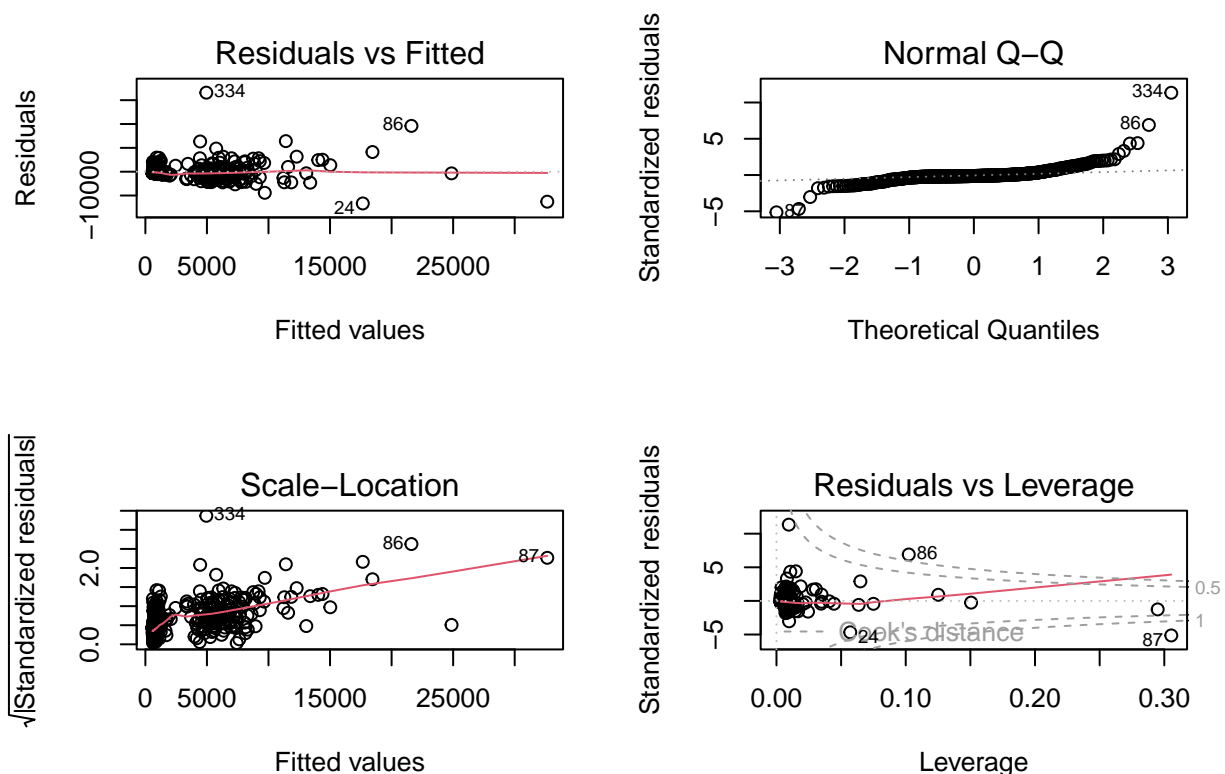 Residuals vs Fitted
Residuals
−10000
334
86
24
0 5000 15000 25000
Fitted values
Normal Q−Q
Standardized residuals
−5 5
334
86
87
−3 −2 −1 0 1 2 3
Theoretical Quantiles
Scale−Location
√|Standardized residuals|
0.0 2.0
334
86
87
0 5000 15000 25000
Fitted values
Residuals vs Leverage
Standardized residuals
−5 5
86
0.5
1
Cook's distance
24
87
0.00 0.10 0.20 0.30
Leverage